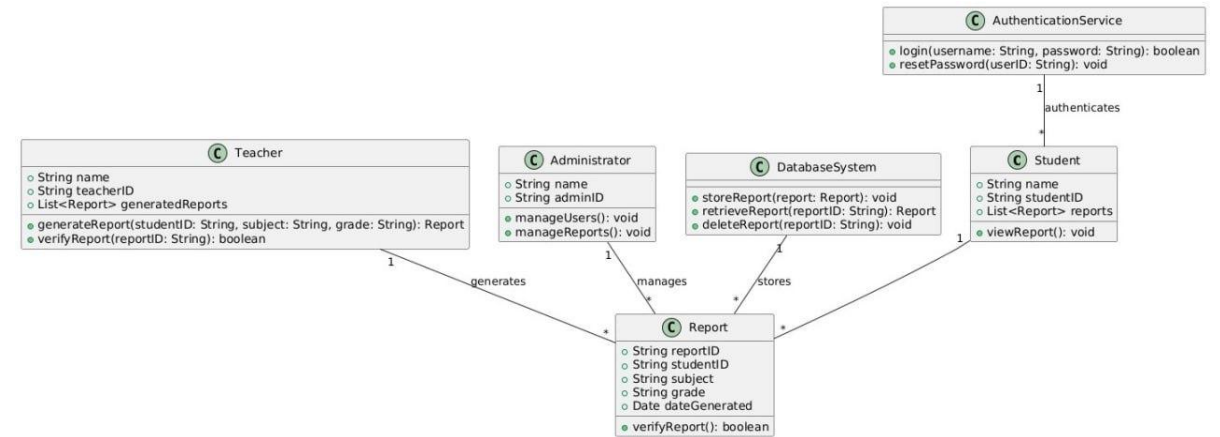 C AuthenticationService
login(username: String, password: String): boolean
resetPassword(userID: String): void
1
authenticates
*
C Teacher
String name
String teacherID
List<Report> generatedReports
generateReport(studentID: String, subject: String, grade: String): Report
verifyReport(reportID: String): boolean
C Administrator
String name
String adminID
manageUsers(): void
manageReports(): void
C DatabaseSystem
storeReport(report: Report): void
retrieveReport(reportID: String): Report
deleteReport(reportID: String): void
C Student
String name
String studentID
List<Report> reports
viewReport(): void
1
generates
*
1
manages
*
1
stores
*
1
*
C Report
String reportID
String studentID
String subject
String grade
Date dateGenerated
verifyReport(): boolean